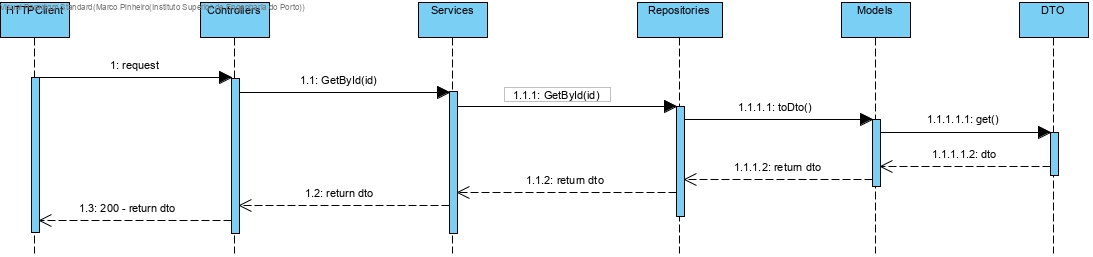 Visual Paradigm Standard(Marco Pinheiro(Instituto Superior de Engenharia do Porto))
HTTPClient
Controllers
Services
Repositories
Models
DTO
1: request
1.1: GetById(id)
1.1.1: GetById(id)
1.1.1.1: toDto()
1.1.1.1.1: get()
1.1.1.1.2: dto
1.1.1.2: return dto
1.1.2: return dto
1.2: return dto
1.3: 200 - return dto